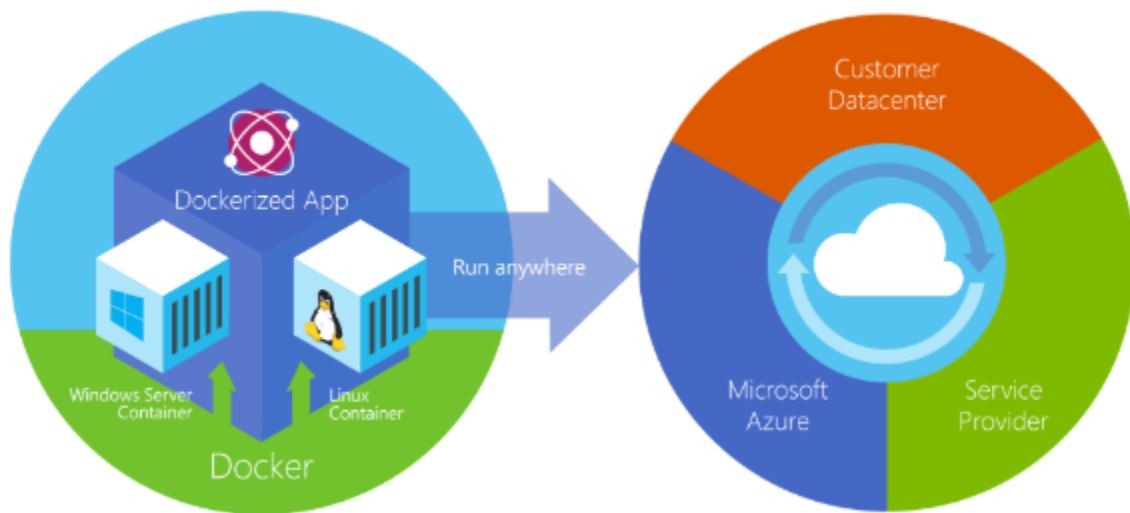 Dockerized App
Windows Server
Container
Linux
Container
Docker
Run anywhere
Customer
Datacenter
Microsoft
Azure
Service
Provider